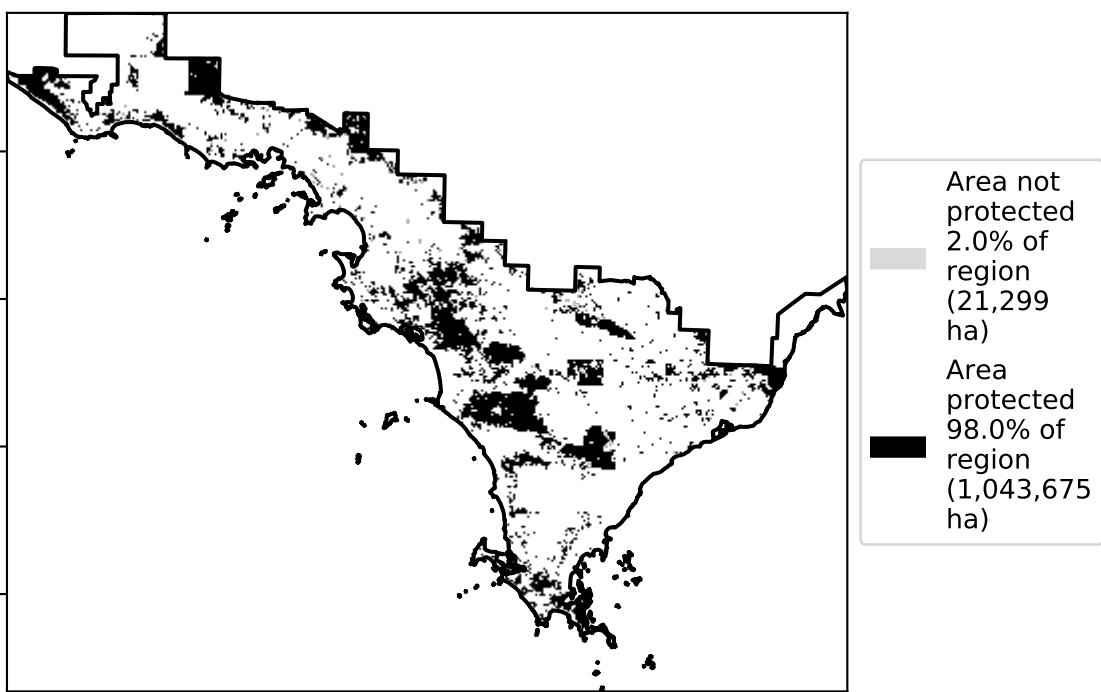 Area not
protected
2.0% of
region
(21,299
ha)
Area
protected
98.0% of
region
(1,043,675
ha)